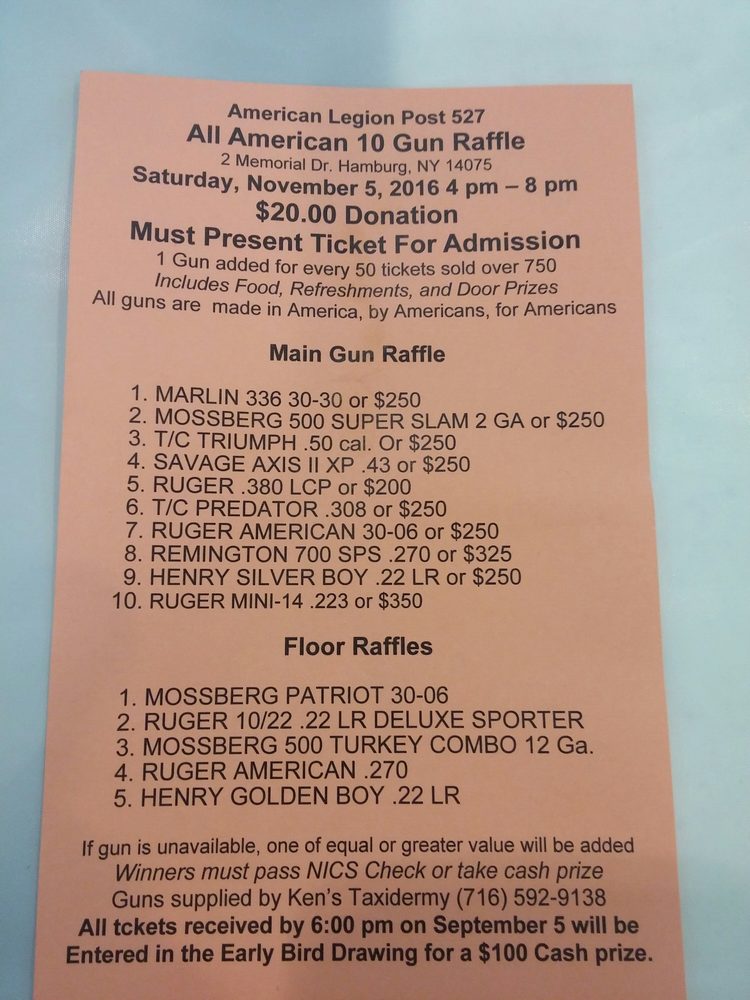 American Legion Post 527
All American 10 Gun Raffle
2 Memorial Dr. Hamburg, NY 14075
Saturday, November 5, 2016 4 pm – 8 pm
$20.00 Donation
Must Present Ticket For Admission
1 Gun added for every 50 tickets sold over 750
Includes Food, Refreshments, and Door Prizes
All guns are made in America, by Americans, for Americans
Main Gun Raffle
1. MARLIN 336 30-30 or $250
2. MOSSBERG 500 SUPER SLAM 2 GA or $250
3. T/C TRIUMPH .50 cal. Or $250
4. SAVAGE AXIS II XP .43 or $250
5. RUGER .380 LCP or $200
6. T/C PREDATOR .308 or $250
7. RUGER AMERICAN 30-06 or $250
8. REMINGTON 700 SPS .270 or $325
9. HENRY SILVER BOY .22 LR or $250
10. RUGER MINI-14 .223 or $350
Floor Raffles
1. MOSSBERG PATRIOT 30-06
2. RUGER 10/22 .22 LR DELUXE SPORTER
3. MOSSBERG 500 TURKEY COMBO 12 Ga.
4. RUGER AMERICAN .270
5. HENRY GOLDEN BOY .22 LR
If gun is unavailable, one of equal or greater value will be added
Winners must pass NICS Check or take cash prize
Guns supplied by Ken's Taxidermy (716) 592-9138
All tckets received by 6:00 pm on September 5 will be
Entered in the Early Bird Drawing for a $100 Cash prize.